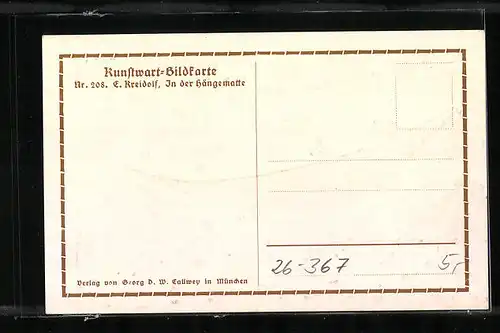 Kunstwart-Bildkarte
Nr. 208. E. Kreidolf, In der Hängematte
26-367 5,-
Verlag von Georg D. W. Callwey in München